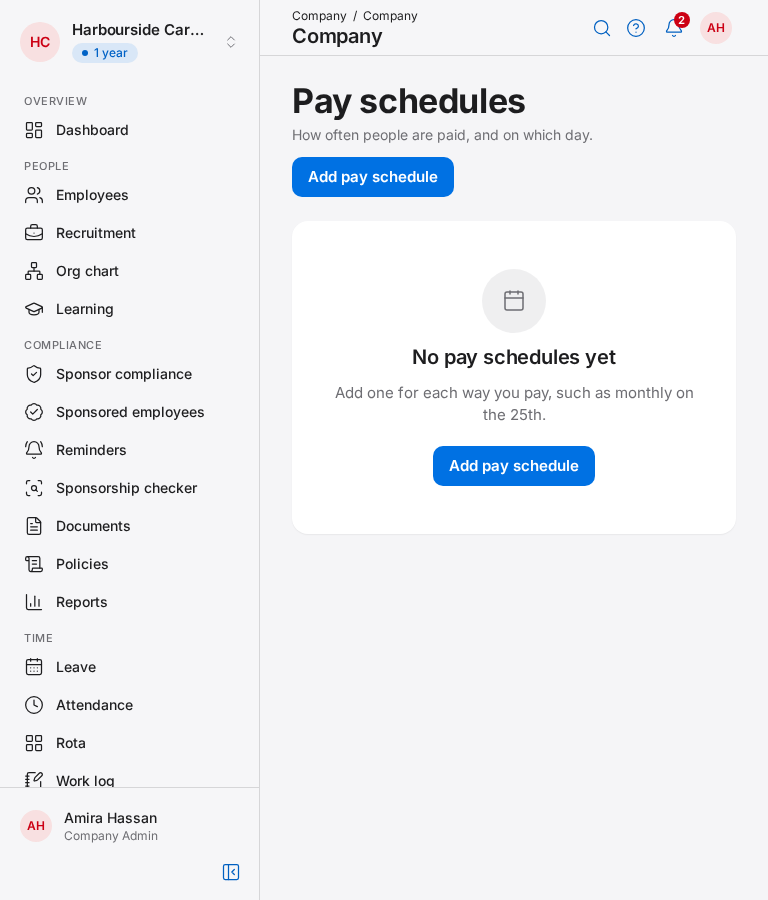 HC
Harbourside Car...
1 year
OVERVIEW
Dashboard
PEOPLE
Employees
Recruitment
Org chart
Learning
COMPLIANCE
Sponsor compliance
Sponsored employees
Reminders
Sponsorship checker
Documents
Policies
Reports
TIME
Leave
Attendance
Rota
Work log
AH
Amira Hassan
Company Admin
Company / Company
Company
2
AH
Pay schedules
How often people are paid, and on which day.
Add pay schedule
No pay schedules yet
Add one for each way you pay, such as monthly on
the 25th.
Add pay schedule